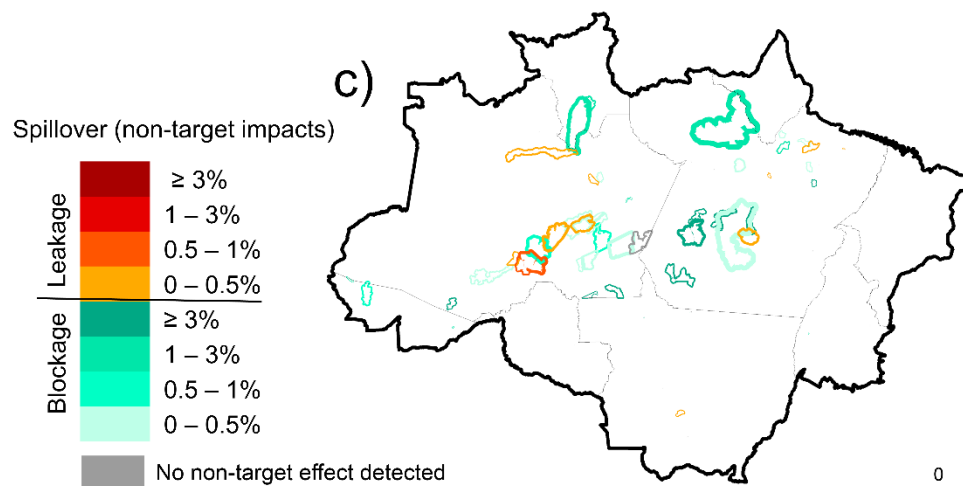 c)
Spillover (non-target impacts)
Leakage
≥ 3%
1 – 3%
0.5 – 1%
0 – 0.5%
Blockage
≥ 3%
1 – 3%
0.5 – 1%
0 – 0.5%
No non-target effect detected
0